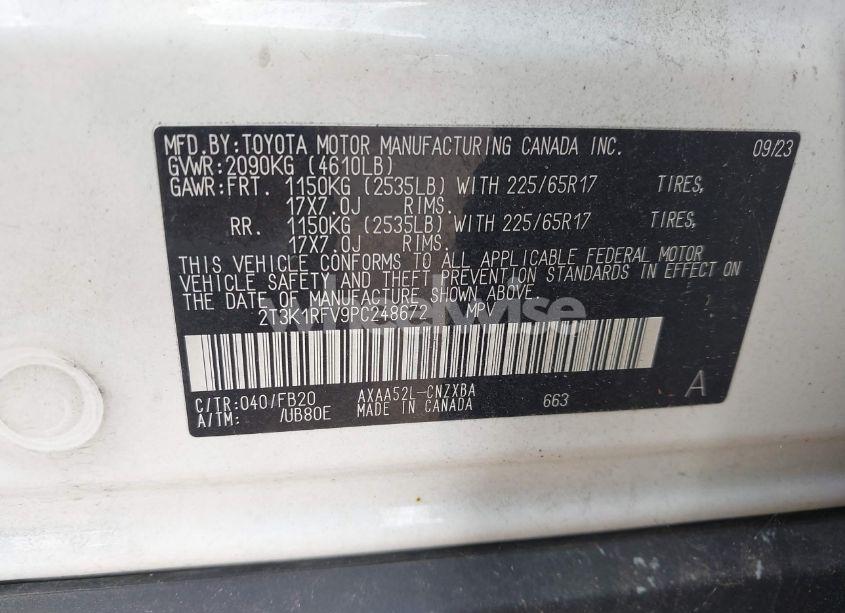 MFD.BY:TOYOTA MOTOR MANUFACTURING CANADA INC. 09/23
GVWR:2090KG (4610LB)
GAWR:FRT. 1150KG (2535LB) WITH 225/65R17 TIRES,
17X7.0J RIMS.
RR. 1150KG (2535LB) WITH 225/65R17 TIRES,
17X7.0J RIMS.
THIS VEHICLE CONFORMS TO ALL APPLICABLE FEDERAL MOTOR
VEHICLE SAFETY AND THEFT PREVENTION STANDARDS IN EFFECT ON
THE DATE OF MANUFACTURE SHOWN ABOVE.
2T3K1RFV9PC248672 MPV
wheelwise
C/TR:040/FB20 AXAA52L-CNZXBA 663 A
A/TM: /UB80E MADE IN CANADA